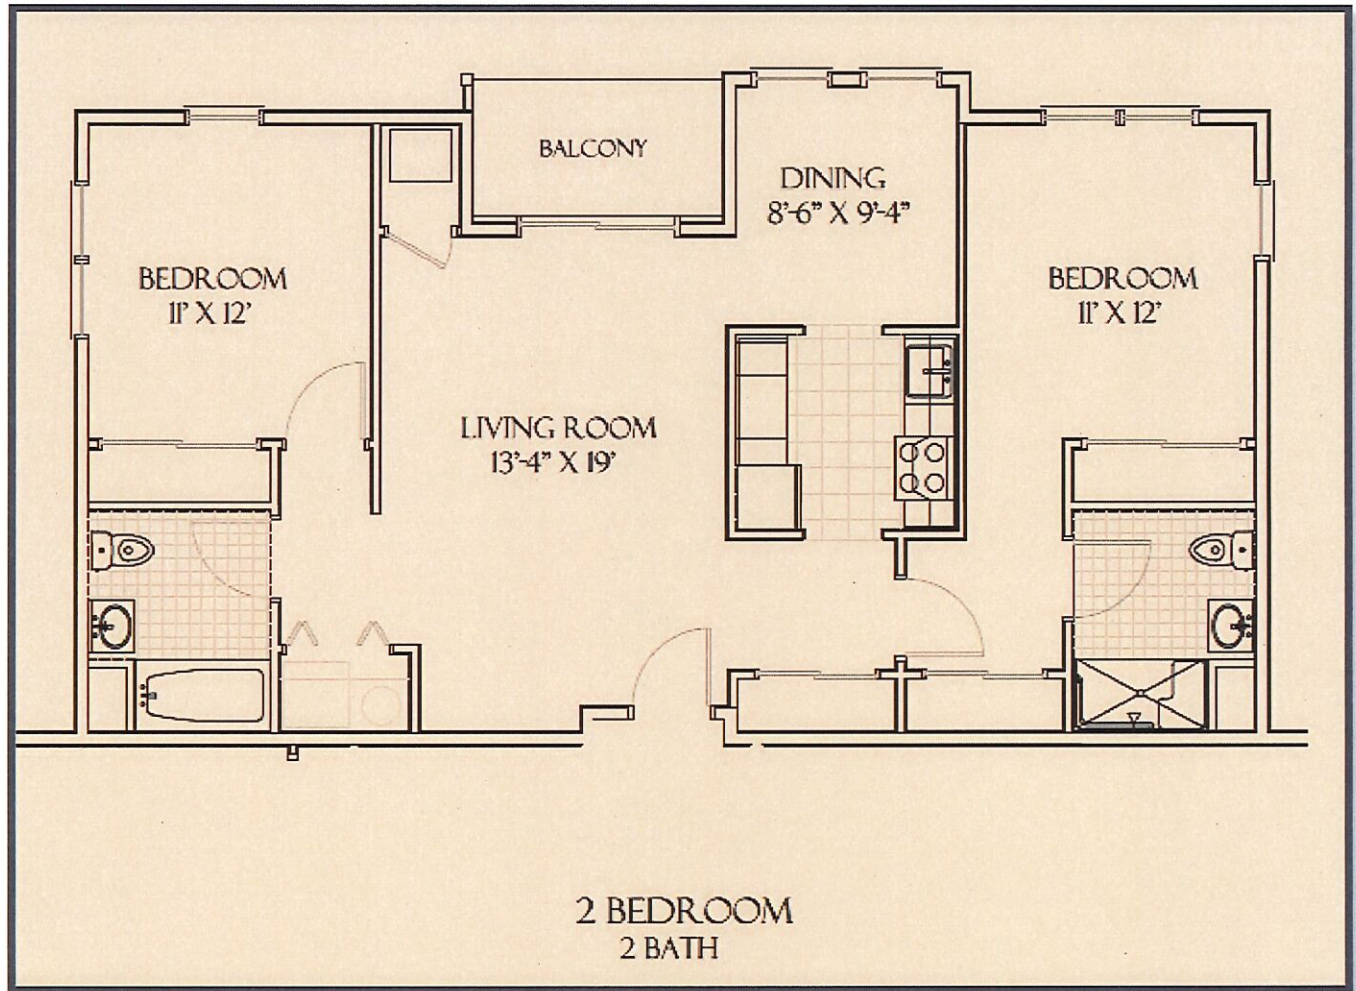 BALCONY
DINING
8'-6" X 9'-4"
BEDROOM
11' X 12'
BEDROOM
11' X 12'
LIVING ROOM
13'-4" X 19'
2 BEDROOM
2 BATH